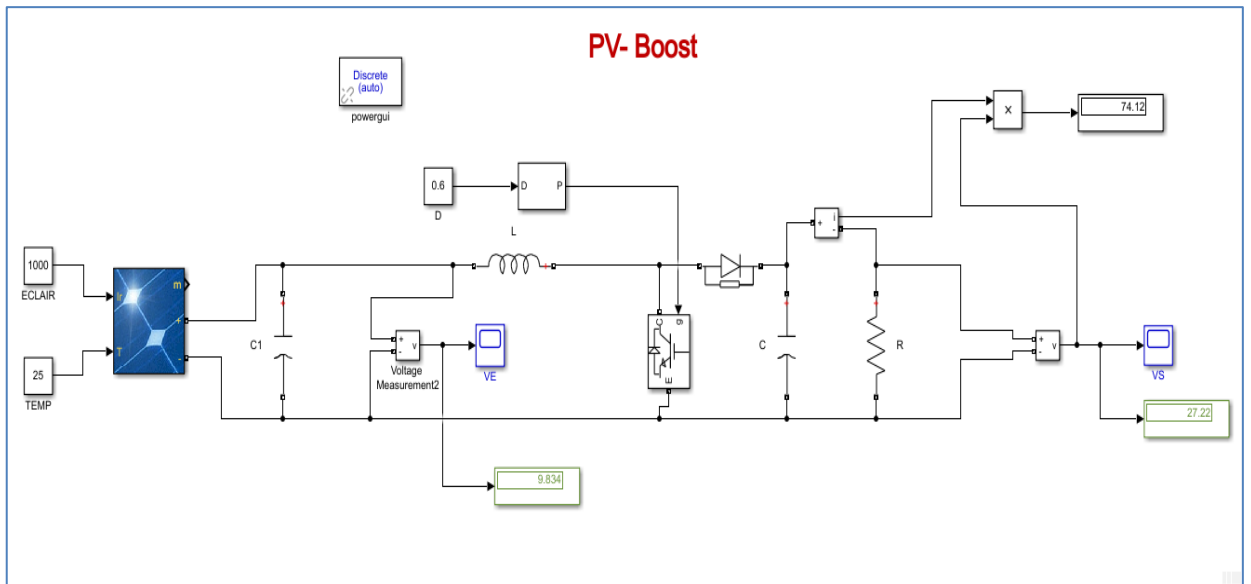 PV- Boost
Discrete
(auto)
powergui
x
74.12
0.6
D
D
P
L
+
i
-
1000
ECLAIR
Ir
m
+
T
-
25
TEMP
C1
+
-
v
Voltage
Measurement2
VE
C
g
E
C
R
+
-
v
VS
27.22
9.834